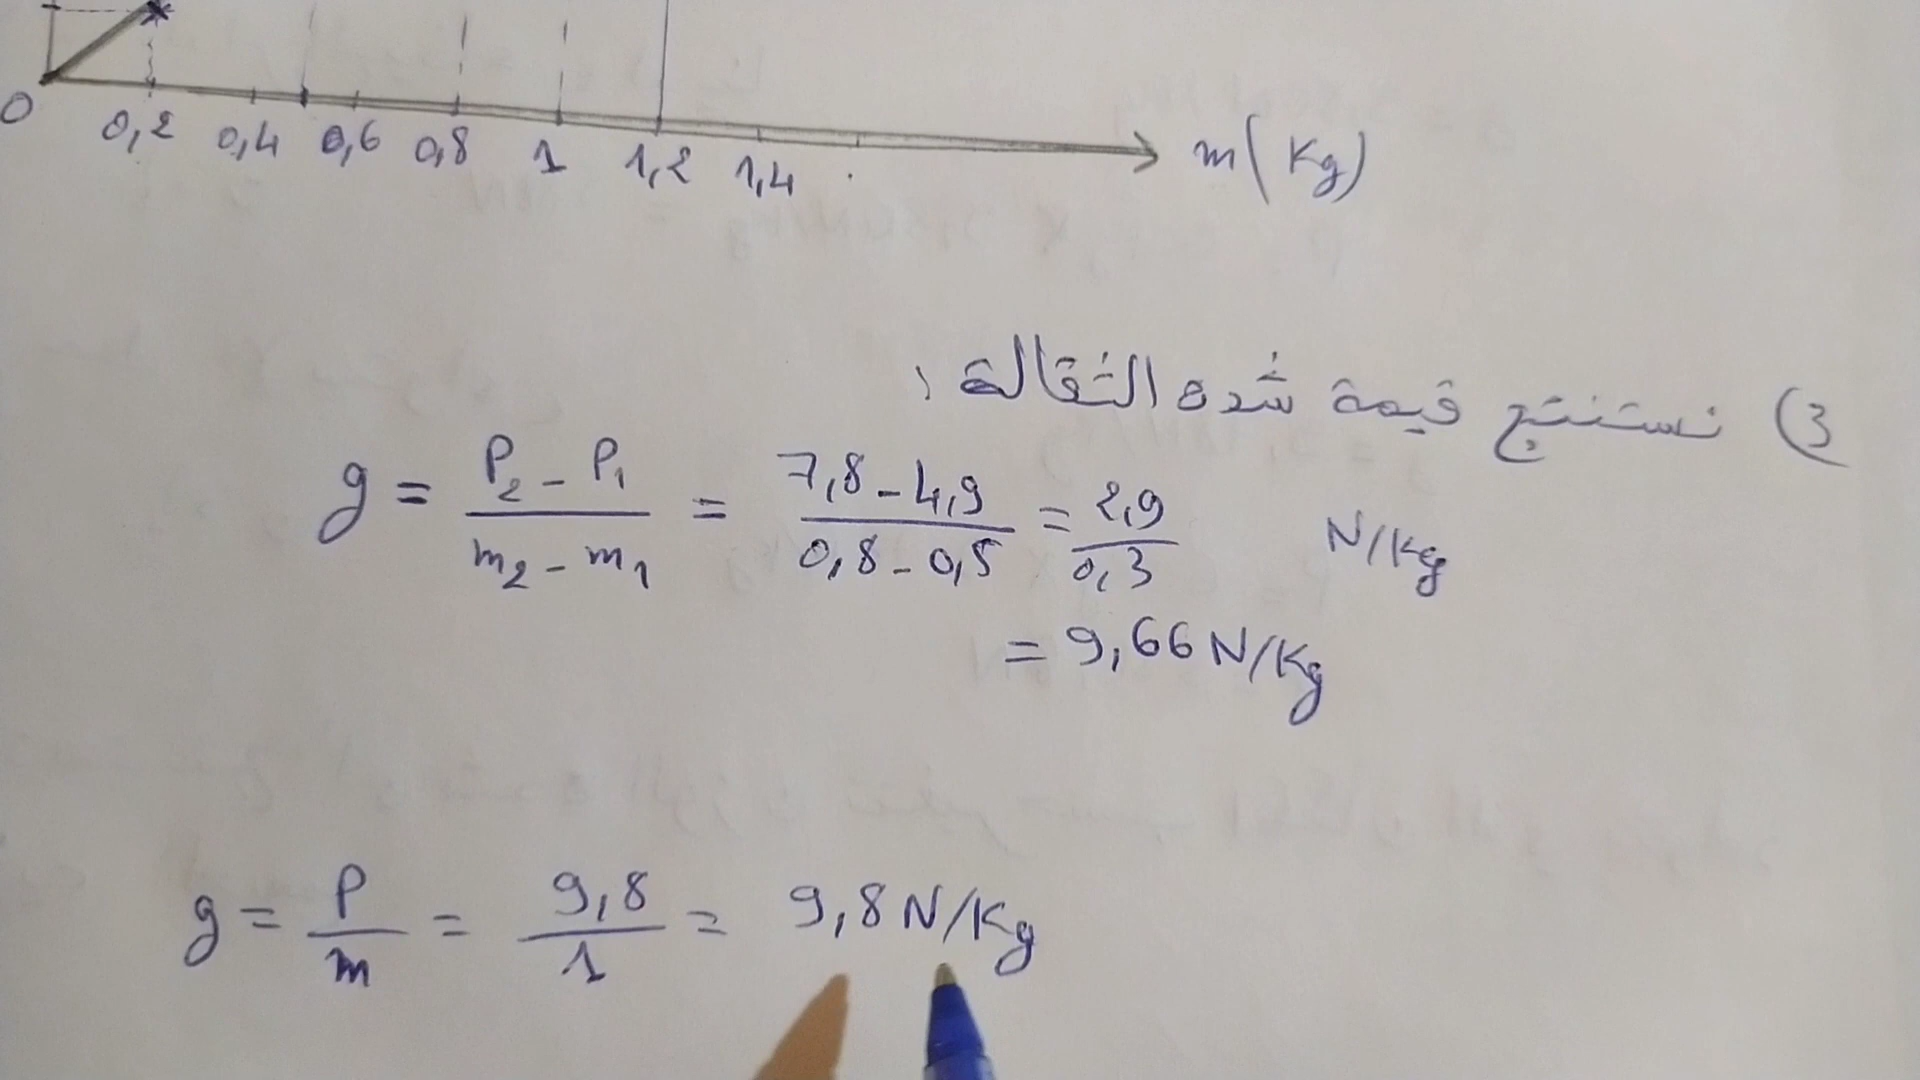 0 0,2 0,4 0,6 0,8 1 1,2 1,4 m(Kg)
3) نستنتج قيمة شدة الثقالة:
g = P₂ - P₁ / m₂ - m₁ = 7,8 - 4,9 / 0,8 - 0,5 = 2,9 / 0,3 N/Kg
= 9,66 N/Kg
g = P / m = 9,8 / 1 = 9,8 N/Kg